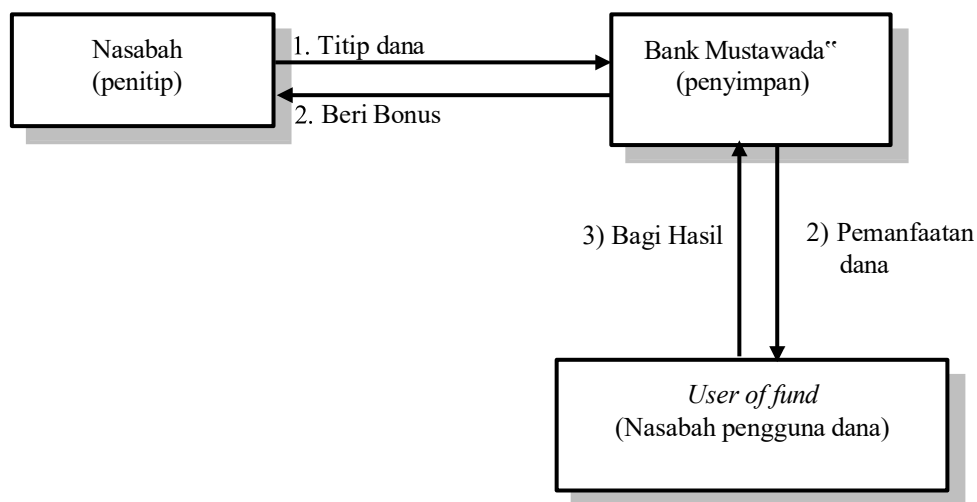 Nasabah
(penitip)
1. Titip dana
2. Beri Bonus
Bank Mustawada‟
(penyimpan)
3) Bagi Hasil
2) Pemanfaatan
dana
User of fund
(Nasabah pengguna dana)